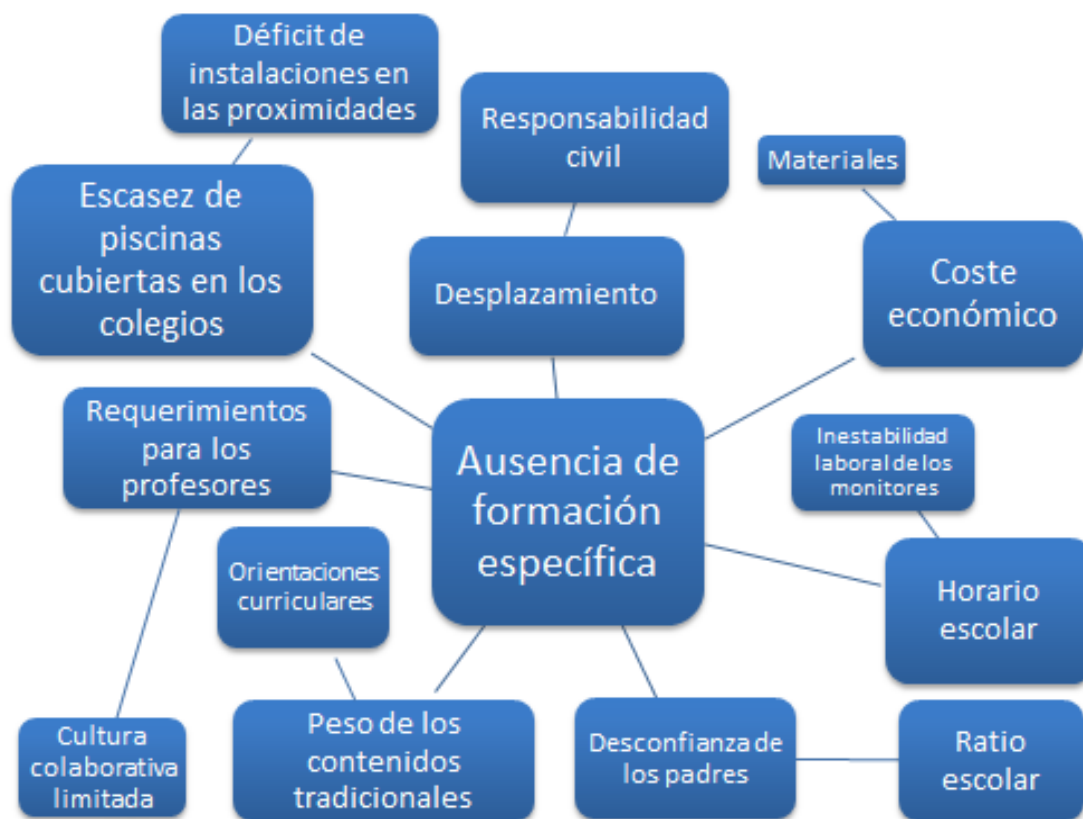 Déficit de
instalaciones en
las proximidades
Responsabilidad
civil
Materiales
Escasez de
piscinas
cubiertas en los
colegios
Desplazamiento
Coste
económico
Requerimientos
para los
profesores
Ausencia de
formación
específica
Inestabilidad
laboral de los
monitores
Orientaciones
curriculares
Horario
escolar
Cultura
colaborativa
limitada
Peso de los
contenidos
tradicionales
Desconfianza de
los padres
Ratio
escolar